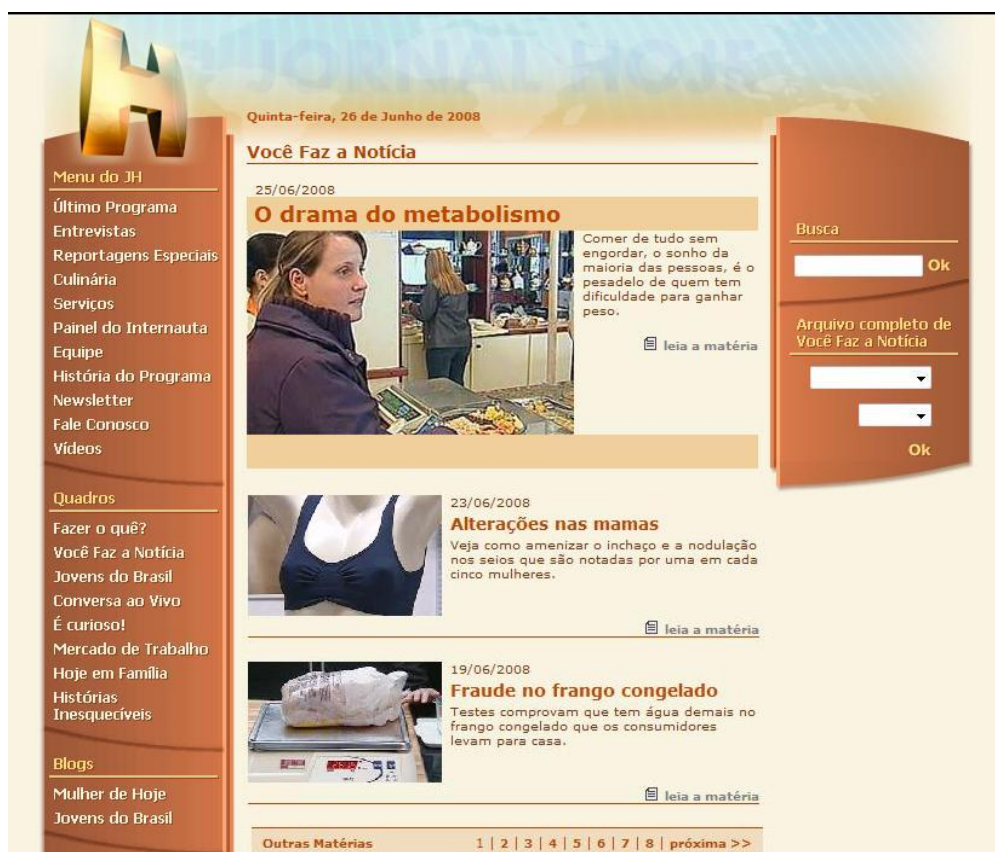 JORNAL HOJE
Quinta-feira, 26 de Junho de 2008
Menu do JH
Último Programa
Entrevistas
Reportagens Especiais
Culinária
Serviços
Painel do Internauta
Equipe
História do Programa
Newsletter
Fale Conosco
Vídeos
Quadros
Fazer o quê?
Você Faz a Notícia
Jovens do Brasil
Conversa ao Vivo
É curioso!
Mercado de Trabalho
Hoje em Família
Histórias
Inesquecíveis
Blogs
Mulher de Hoje
Jovens do Brasil
Você Faz a Notícia
25/06/2008
O drama do metabolismo
Comer de tudo sem
engordar, o sonho da
maioria das pessoas, é o
pesadelo de quem tem
dificuldade para ganhar
peso.
leia a matéria
23/06/2008
Alterações nas mamas
Veja como amenizar o inchaço e a nodulação
nos seios que são notadas por uma em cada
cinco mulheres.
leia a matéria
19/06/2008
Fraude no frango congelado
Testes comprovam que tem água demais no
frango congelado que os consumidores
levam para casa.
leia a matéria
Outras Matérias 1 | 2 | 3 | 4 | 5 | 6 | 7 | 8 | próxima >>
Busca
Ok
Arquivo completo de
Você Faz a Notícia
Ok